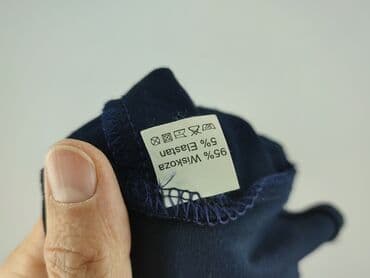 95% Wiskoza
5% Elastan